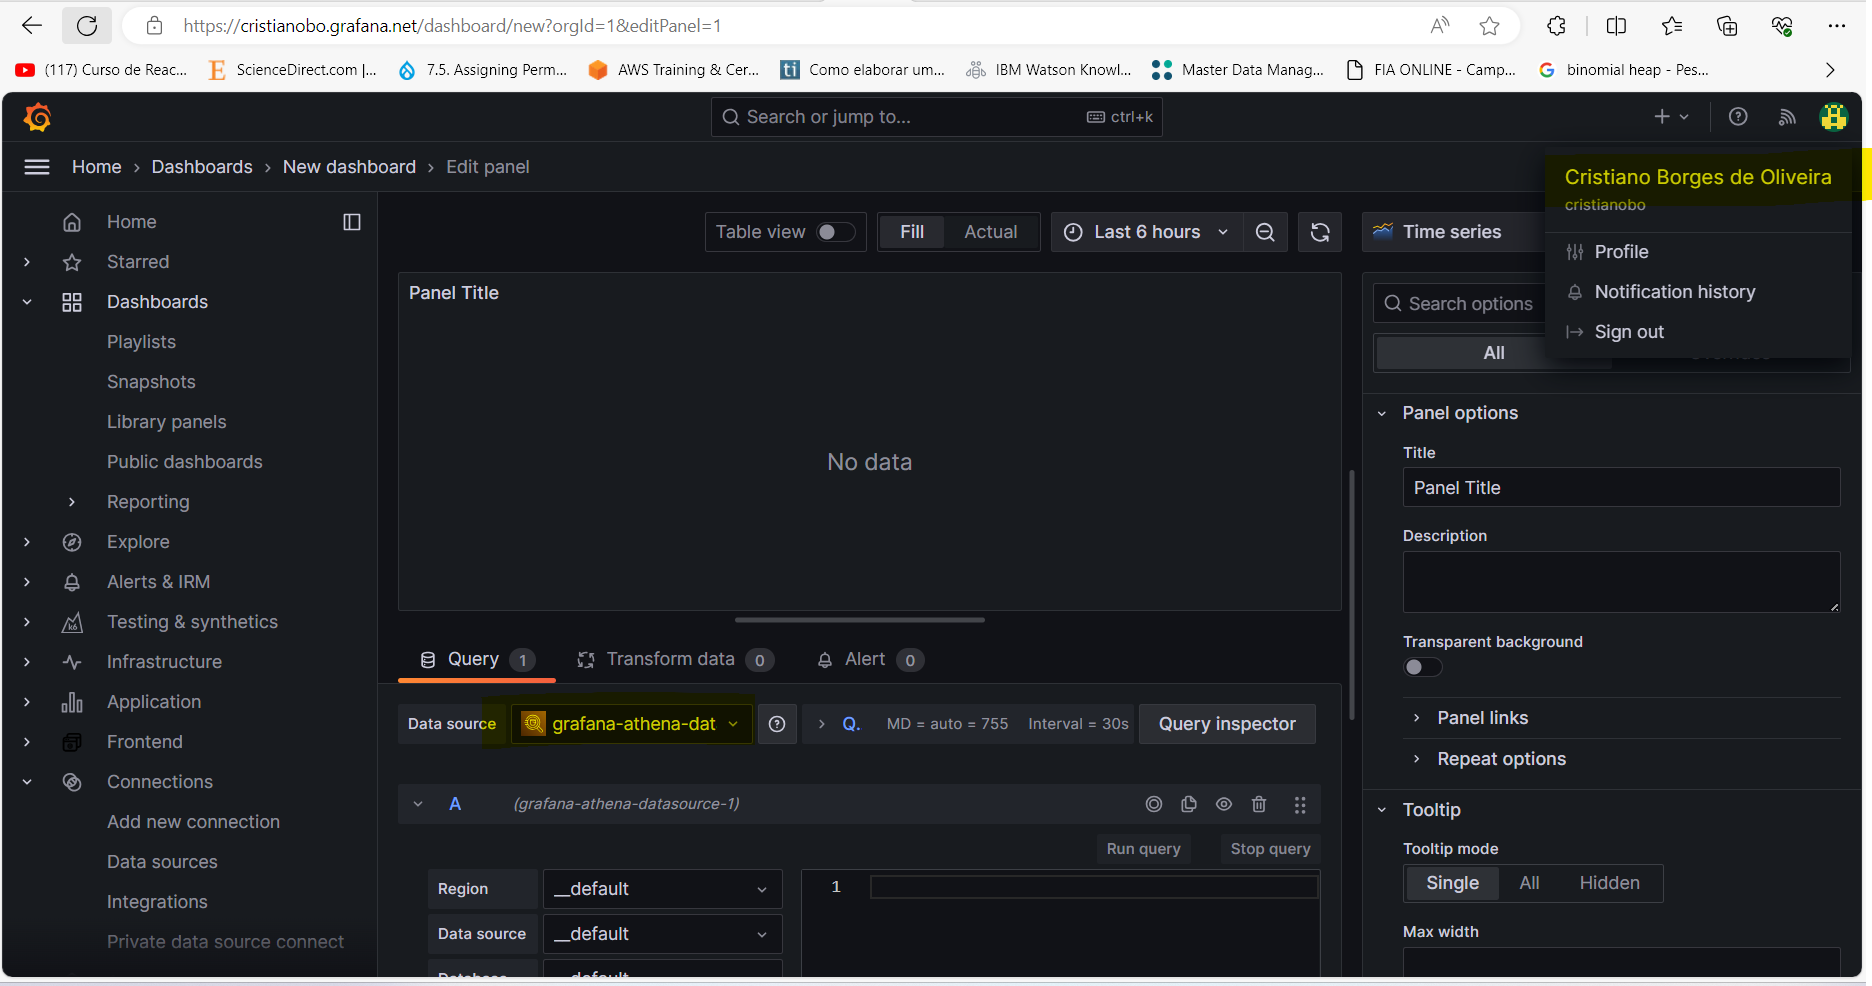 https://cristianobo.grafana.net/dashboard/new?orgId=1&editPanel=1
(117) Curso de Reac...
ScienceDirect.com |...
7.5. Assigning Perm...
AWS Training & Cer...
Como elaborar um...
IBM Watson Knowl...
Master Data Manag...
FIA ONLINE - Camp...
binomial heap - Pes...
Search or jump to...
ctrl+k
Home > Dashboards > New dashboard > Edit panel
Cristiano Borges de Oliveira
cristianobo
Profile
Notification history
Sign out
Home
Starred
Dashboards
Playlists
Snapshots
Library panels
Public dashboards
Reporting
Explore
Alerts & IRM
Testing & synthetics
Infrastructure
Application
Frontend
Connections
Add new connection
Data sources
Integrations
Private data source connect
Table view
Fill
Actual
Last 6 hours
Time series
Panel Title
No data
Search options
All
Panel options
Title
Panel Title
Description
Transparent background
Panel links
Repeat options
Tooltip
Tooltip mode
Single
All
Hidden
Max width
Query 1
Transform data 0
Alert 0
Data source
grafana-athena-dat
Q.
MD = auto = 755
Interval = 30s
Query inspector
A
(grafana-athena-datasource-1)
Run query
Stop query
Region
__default
Data source
__default
1